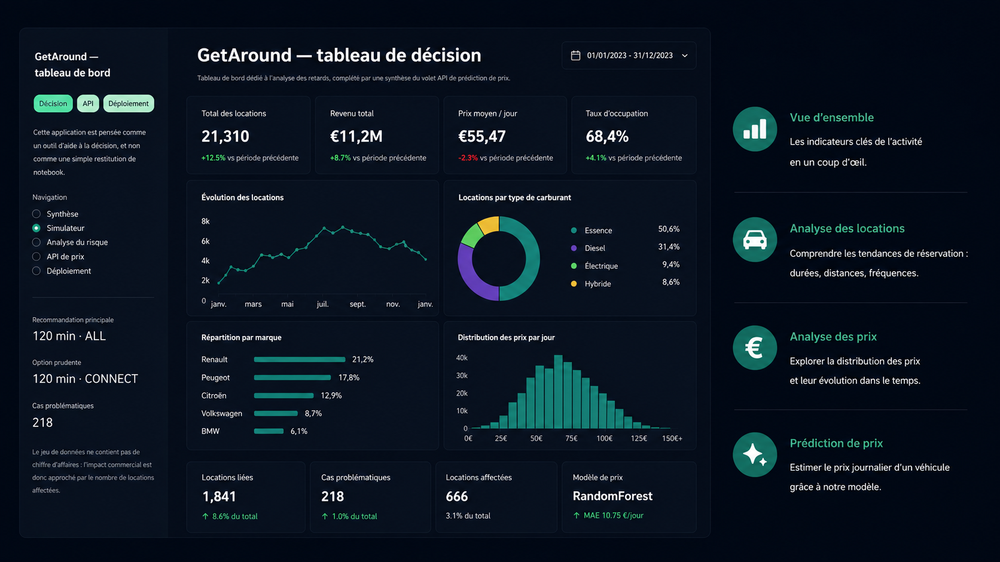 GetAround —
tableau de bord
Décision
API
Déploiement
Cette application est pensée comme
un outil d'aide à la décision, et non
comme une simple restitution de
notebook.
Navigation
Synthèse
Simulateur
Analyse du risque
API de prix
Déploiement
Recommandation principale
120 min · ALL
Option prudente
120 min · CONNECT
Cas problématiques
218
Le jeu de données ne contient pas de
chiffre d'affaires : l'impact commercial est
donc approché par le nombre de locations
affectées.
GetAround — tableau de décision
01/01/2023 - 31/12/2023
Tableau de bord dédié à l'analyse des retards, complété par une synthèse du volet API de prédiction de prix.
Total des locations
21,310
+12.5% vs période précédente
Revenu total
€11,2M
+8.7% vs période précédente
Prix moyen / jour
€55,47
-2.3% vs période précédente
Taux d'occupation
68,4%
+4.1% vs période précédente
Évolution des locations
8k
6k
4k
2k
0
janv. mars mai juil. sept. nov. janv.
Locations par type de carburant
Essence 50,6%
Diesel 31,4%
Électrique 9,4%
Hybride 8,6%
Répartition par marque
Renault 21,2%
Peugeot 17,8%
Citroën 12,9%
Volkswagen 8,7%
BMW 6,1%
Distribution des prix par jour
40k
30k
20k
10k
0
0€ 25€ 50€ 75€ 100€ 125€ 150€+
Locations liées
1,841
↑ 8.6% du total
Cas problématiques
218
↑ 1.0% du total
Locations affectées
666
3.1% du total
Modèle de prix
RandomForest
↑ MAE 10.75 €/jour
Vue d'ensemble
Les indicateurs clés de l'activité
en un coup d'œil.
Analyse des locations
Comprendre les tendances de réservation :
durées, distances, fréquences.
€
Analyse des prix
Explorer la distribution des prix
et leur évolution dans le temps.
Prédiction de prix
Estimer le prix journalier d'un véhicule
grâce à notre modèle.